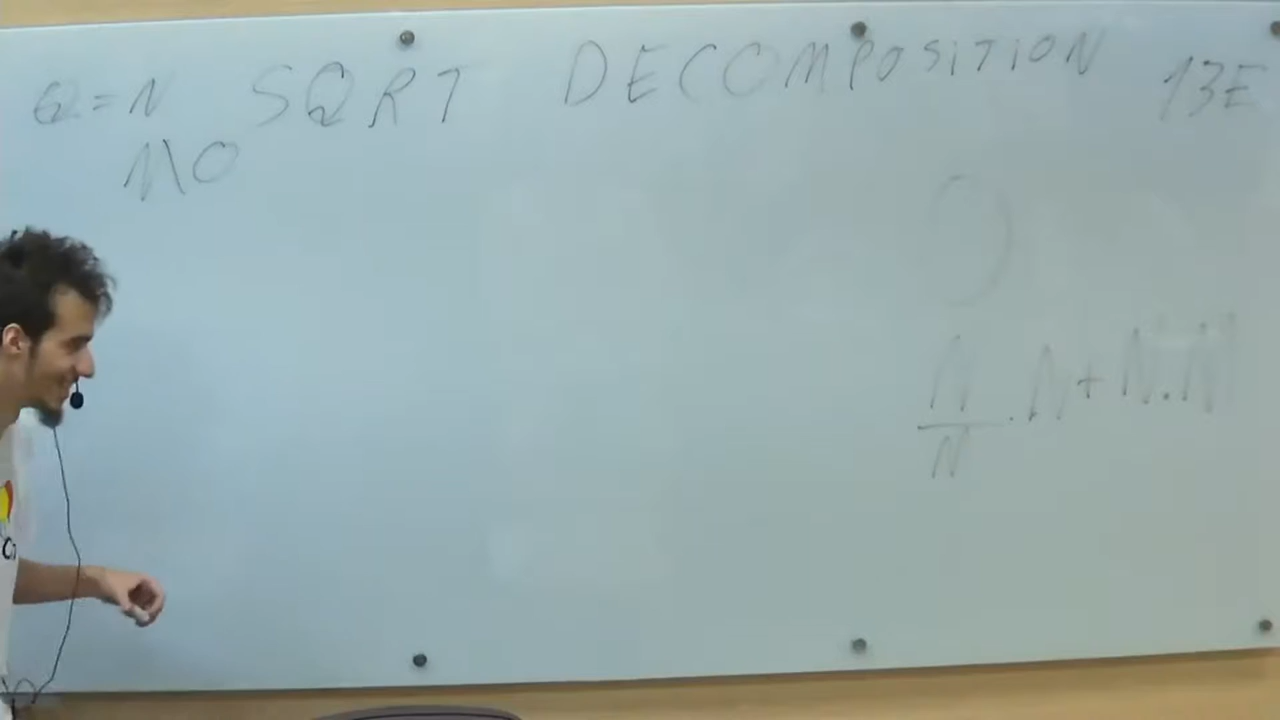 Q=N SQRT DECOMPOSITION 13E
MO
N
— . N + N . N
N